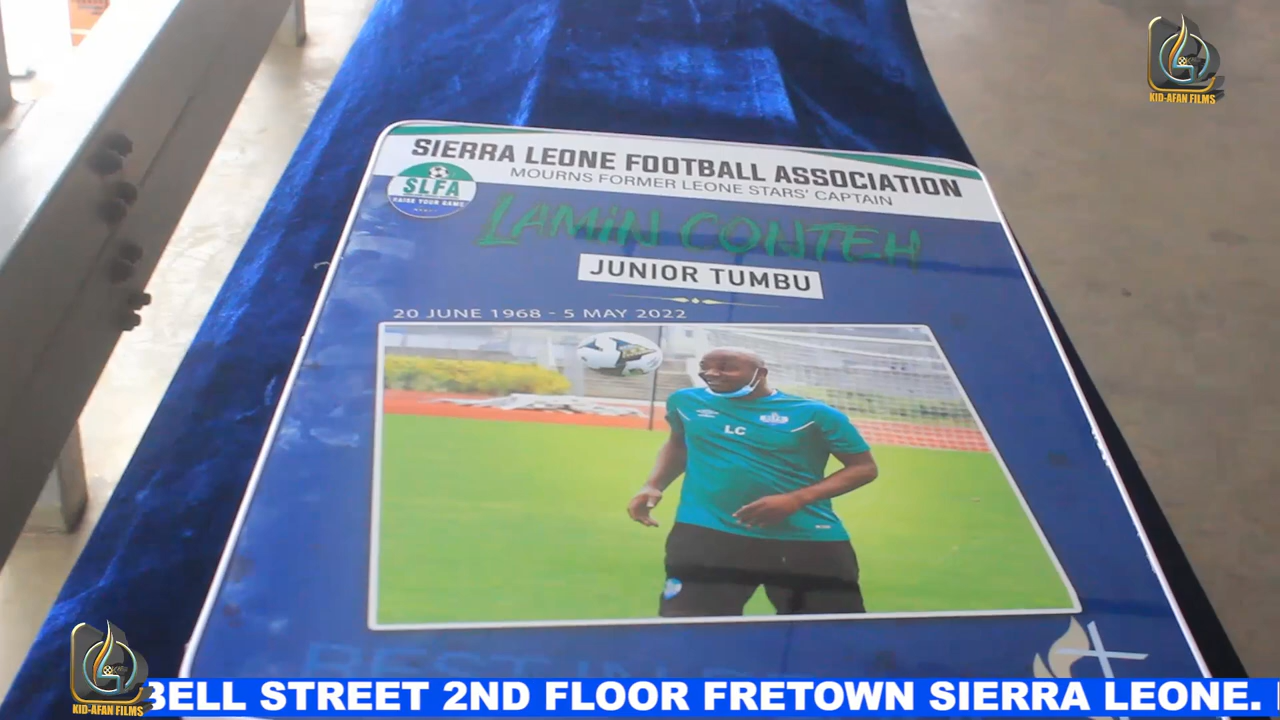 KID-AFAN FILMS
SIERRA LEONE FOOTBALL ASSOCIATION
MOURNS FORMER LEONE STARS' CAPTAIN
SLFA
RAISE YOUR GAME
LAMIN CONTEH
JUNIOR TUMBU
20 JUNE 1968 - 5 MAY 2022
LC
KID-AFAN FILMS
BELL STREET 2ND FLOOR FRETOWN SIERRA LEONE.